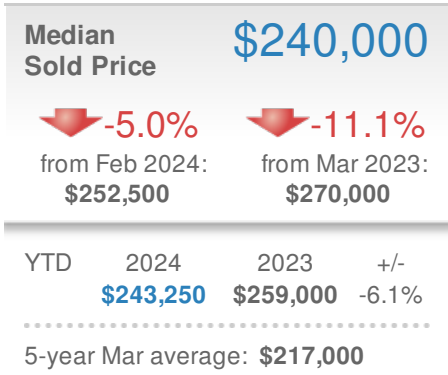 Median $240,000
Sold Price
-5.0% -11.1%
from Feb 2024: from Mar 2023:
$252,500 $270,000
YTD 2024 2023 +/-
$243,250 $259,000 -6.1%
5-year Mar average: $217,000